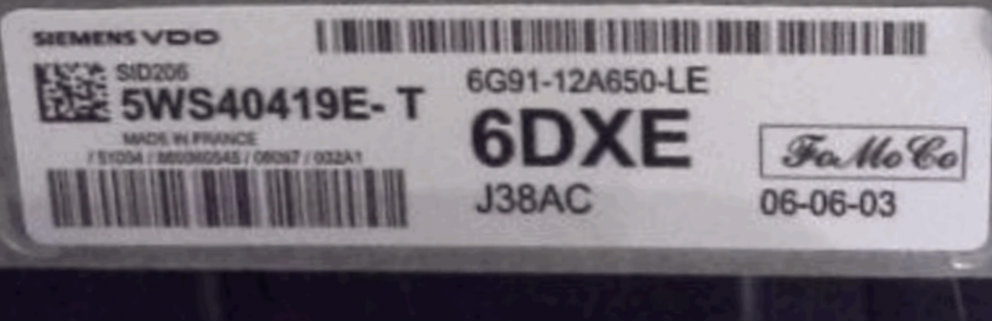 SIEMENS VDO
SID206
5WS40419E- T
MADE IN FRANCE
6G91-12A650-LE
6DXE
J38AC
FoMoCo
06-06-03